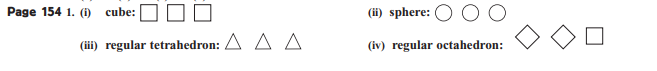 Page 154 1. (i) cube: (ii) sphere:
(iii) regular tetrahedron: (iv) regular octahedron: